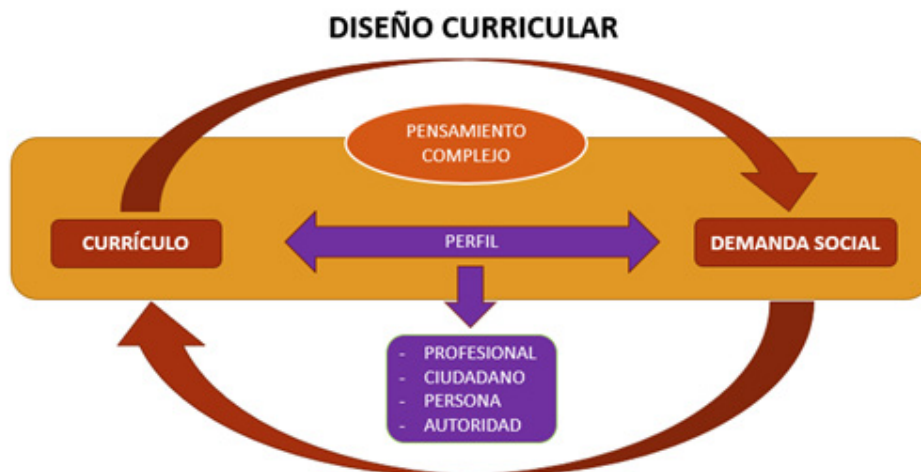 DISEÑO CURRICULAR
PENSAMIENTO
COMPLEJO
CURRÍCULO
PERFIL
DEMANDA SOCIAL
- PROFESIONAL
- CIUDADANO
- PERSONA
- AUTORIDAD